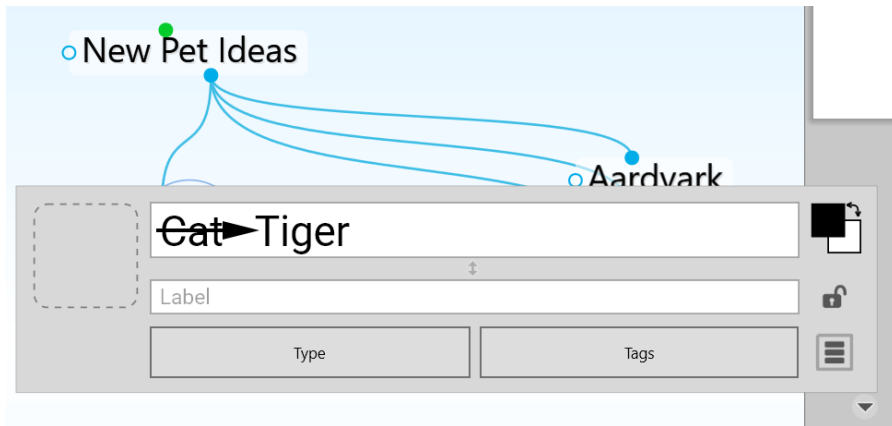 New Pet Ideas
Aardvark
Cat Tiger
Label
Type
Tags